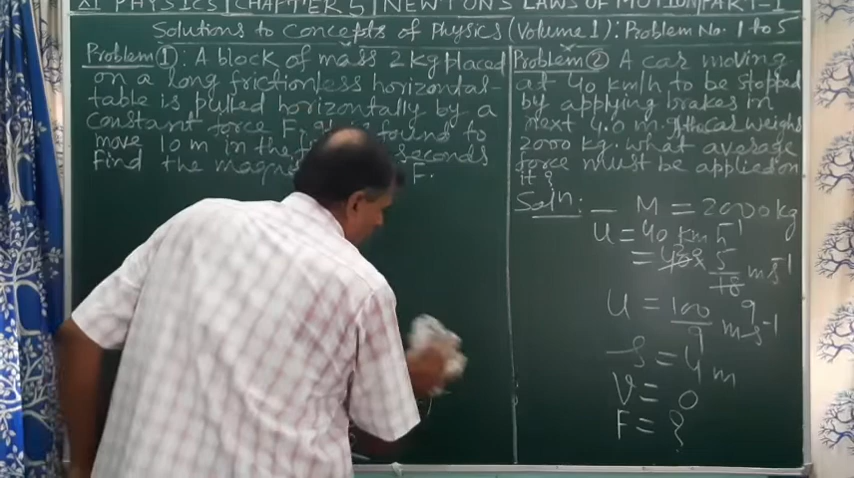 XI PHYSICS | CHAPTER 5 | NEWTON'S LAWS OF MOTION/PART-1
Solutions to Concepts of Physics (Volume 1): Problem No. 1 to 5
Problem ①: A block of mass 2 kg placed
on a long frictionless horizontal
table is pulled horizontally by a
constant force F. It is found to
move 10 m in the seconds
find the F.
Problem ② A car moving
at 40 km/h to be stopped
by applying brakes in
next 4.0 m. If the car weighs
2000 kg. what average
force must be applied on
it ?
Soln: — M = 2000 kg
U = 40 km h⁻¹
= 40 5/18 ms⁻¹
U = 100/9 ms⁻¹
s = 4 m
V = 0
F = ?